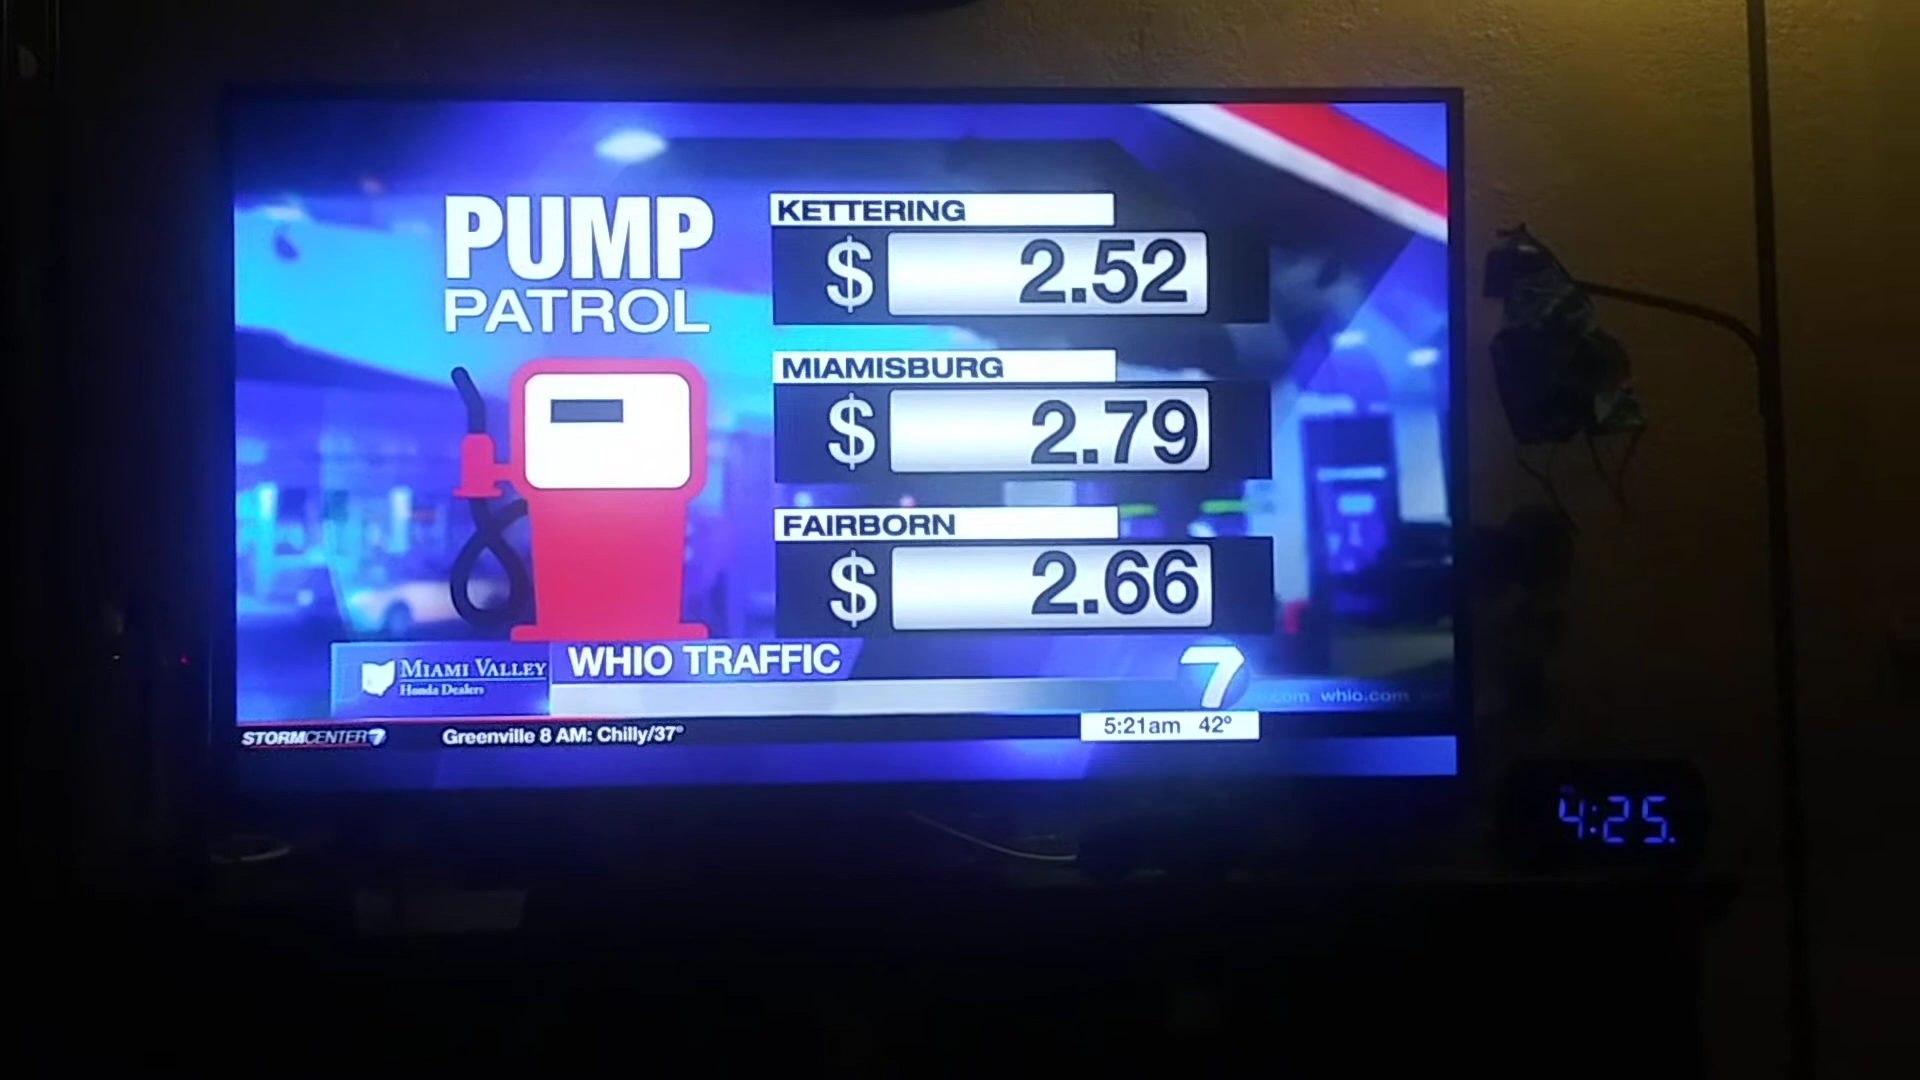 PUMP
PATROL
KETTERING
$ 2.52
MIAMISBURG
$ 2.79
FAIRBORN
$ 2.66
MIAMI VALLEY
Honda Dealers
WHIO TRAFFIC
7
.com whio.com
STORMCENTER7
Greenville 8 AM: Chilly/37°
5:21am 42°
4:25